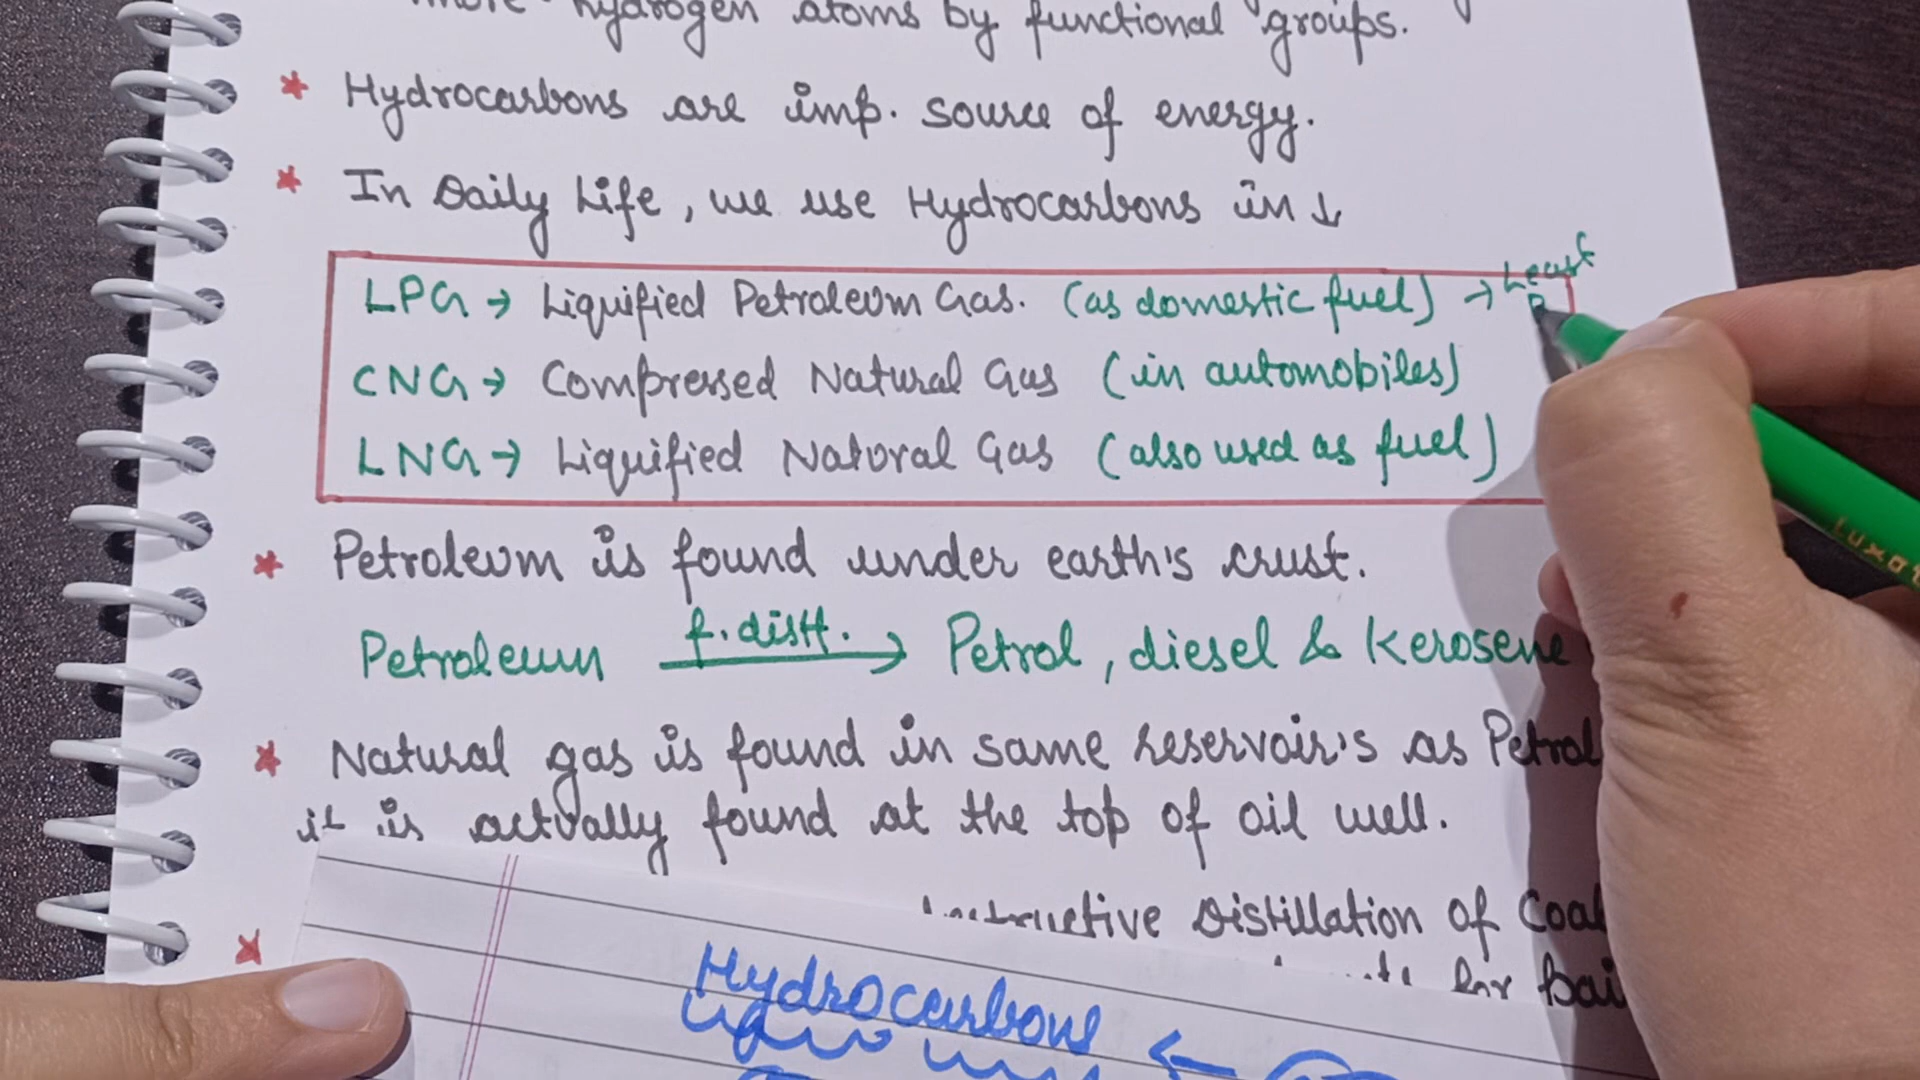 hydrogen atoms by functional groups.
* Hydrocarbons are imp. source of energy.
* In Daily Life, we use Hydrocarbons in ↓
LPG → Liquified Petroleum Gas. (as domestic fuel) → Least
P
CNG → Compressed Natural Gas (in automobiles)
LNG → Liquified Natural Gas (also used as fuel)
* Petroleum is found under earth's crust.
Petroleum f. distt. → Petrol, diesel & Kerosene
* Natural gas is found in same reservoir's as Petrol
it is actually found at the top of oil well.
*
Distillation of Coal
for
Hydrocarbons
Luxor